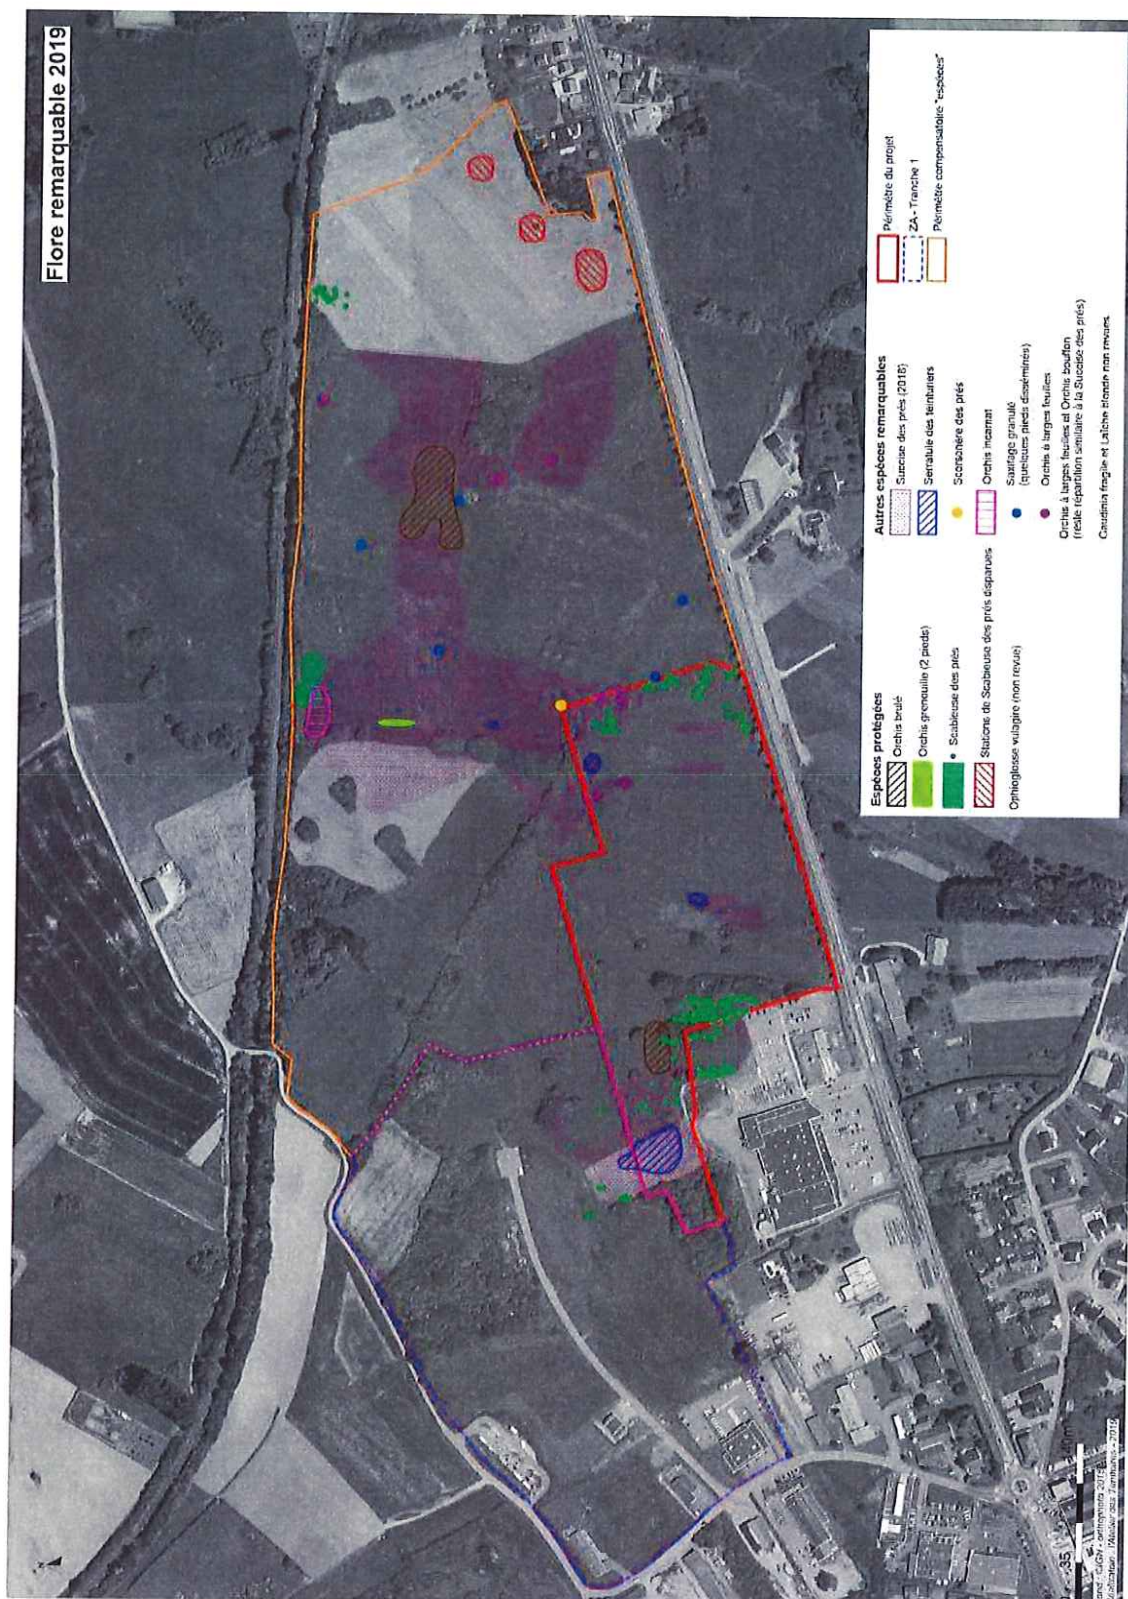 Flore remarquable 2019
Espèces protégées
Orchis brulé
Orchis grenouille (2 pieds)
Scabieuse des prés
Stations de Scabieuse des prés disparues
Ophioglosse vulagire (non revue)
Autres espèces remarquables
Succise des prés (2018)
Serratule des teinturiers
Scorsonère des prés
Orchis incarnat
Saxifrage granulé
(quelques pieds disséminés)
Orchis à larges feuilles
Orchis à larges feuilles et Orchis bouffon
(reste répartition similaire à la Succise des prés)
Gaudinia fragile et Laîche blonde non revues
Périmètre du projet
ZA - Tranche 1
Périmètre compensatoire "espèces"
35